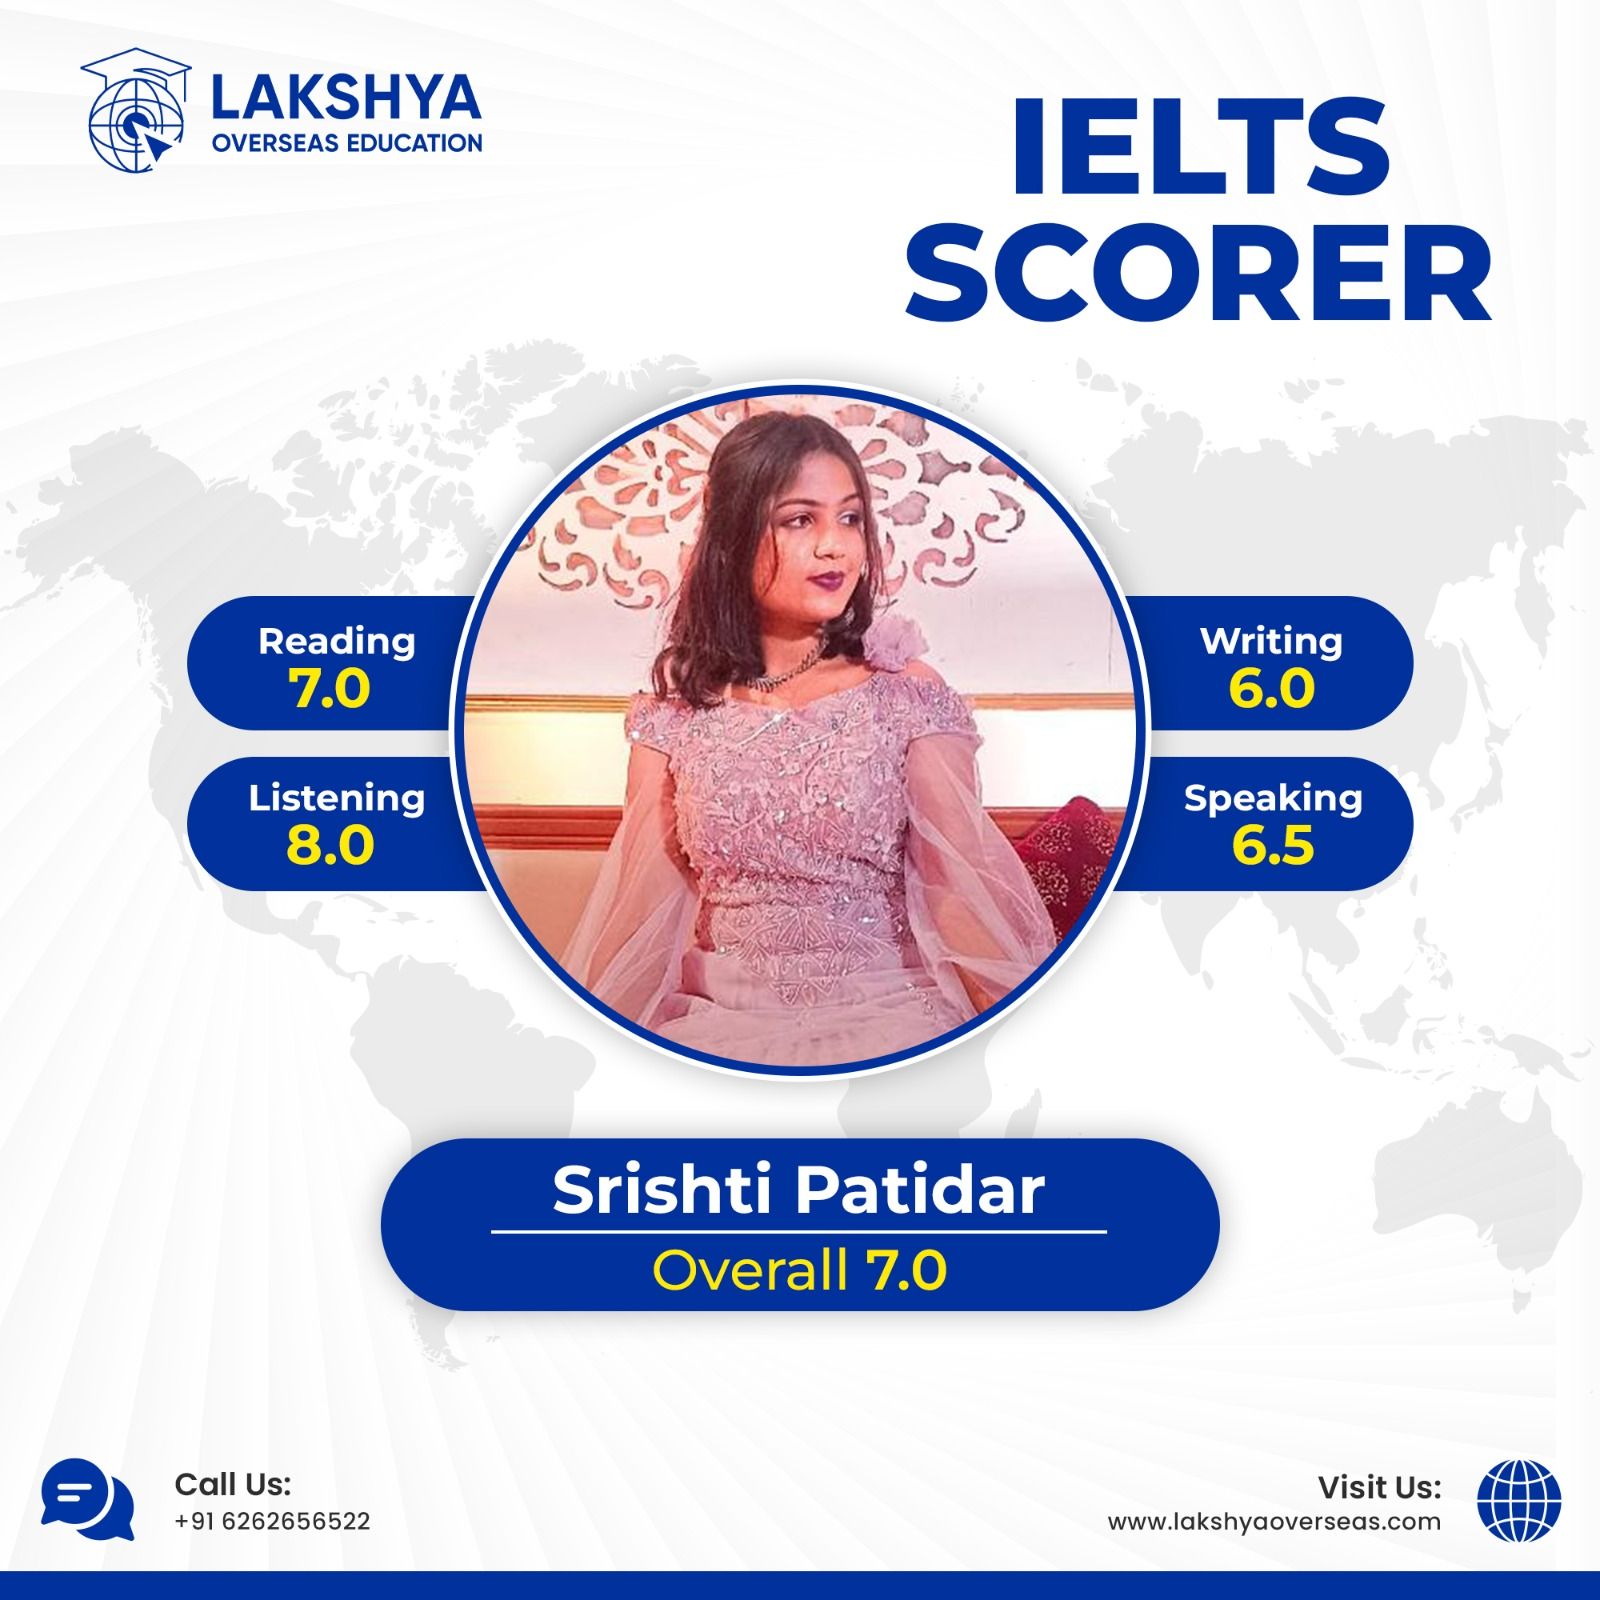 LAKSHYA
OVERSEAS EDUCATION
IELTS
SCORER
Reading
7.0
Listening
8.0
Writing
6.0
Speaking
6.5
Srishti Patidar
Overall 7.0
Call Us:
+91 6262656522
Visit Us:
www.lakshyaoverseas.com